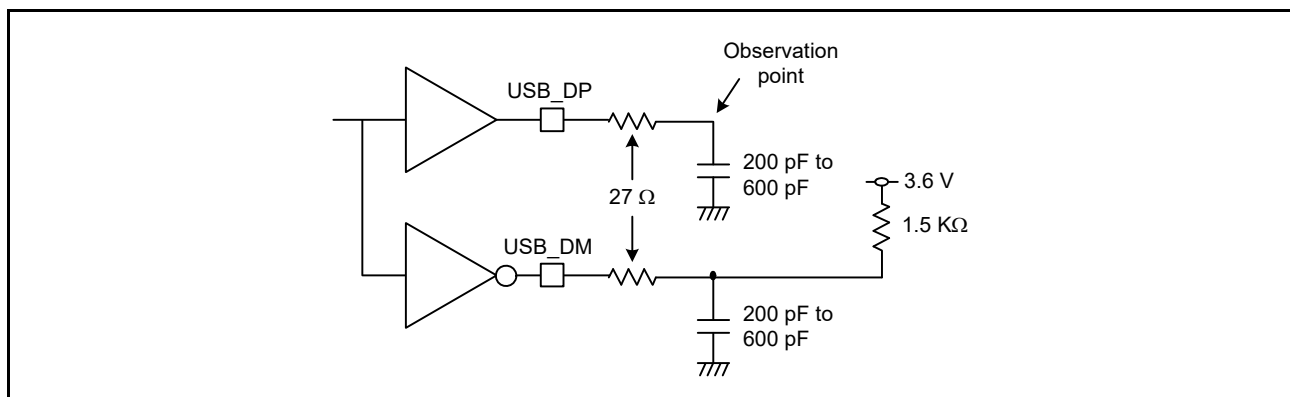 Observation
point
USB_DP
200 pF to
600 pF
3.6 V
27 Ω
1.5 KΩ
USB_DM
200 pF to
600 pF